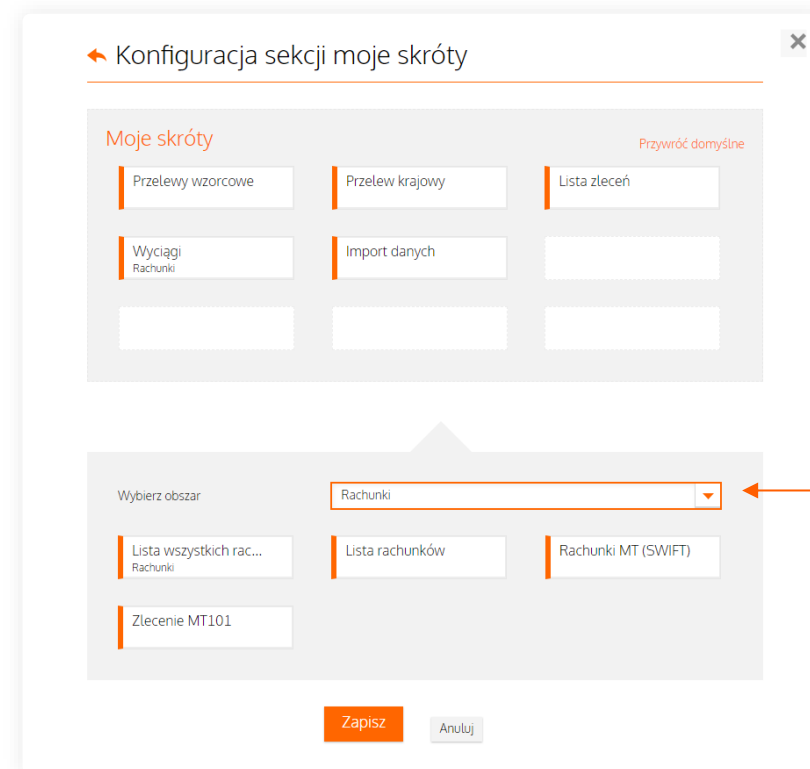 Konfiguracja sekcji moje skróty
Moje skróty
Przywróć domyślne
Przelewy wzorcowe
Przelew krajowy
Lista zleceń
Wyciągi
Rachunki
Import danych
Wybierz obszar
Rachunki
Lista wszystkich rac...
Rachunki
Lista rachunków
Rachunki MT (SWIFT)
Zlecenie MT101
Zapisz
Anuluj